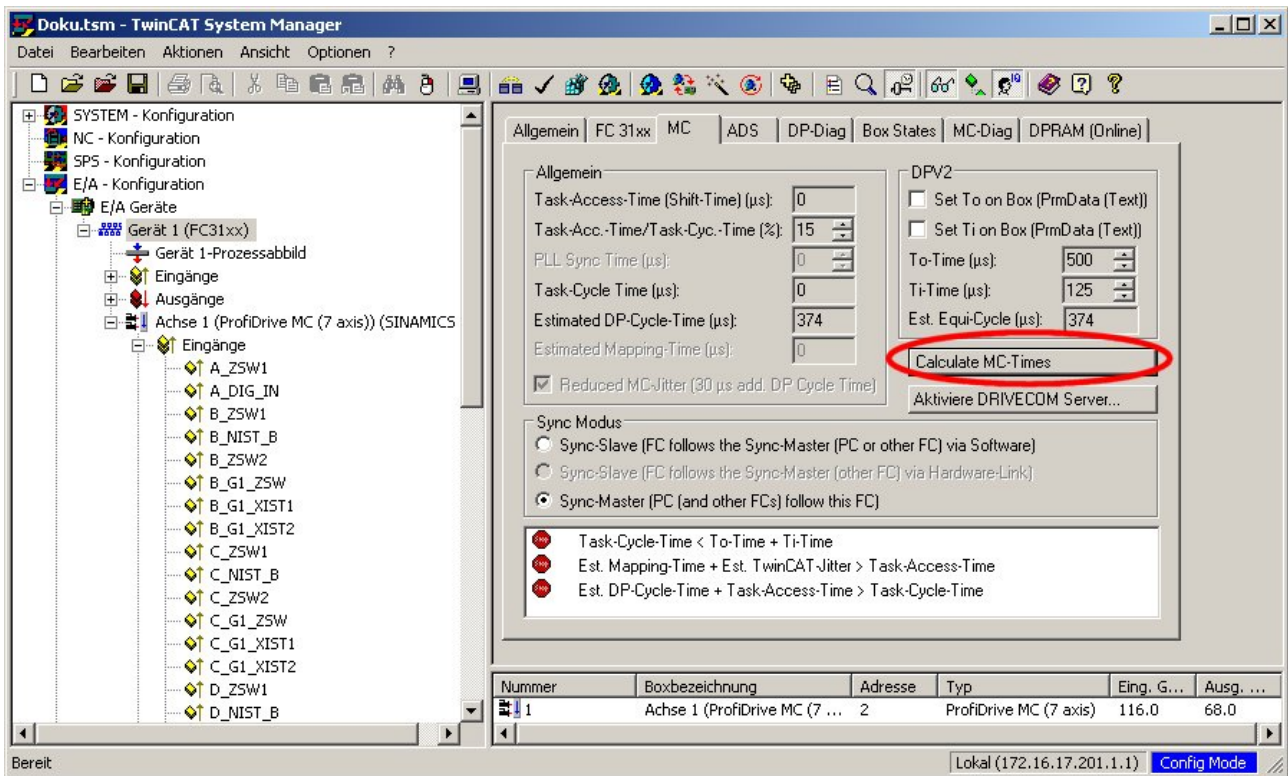 Doku.tsm - TwinCAT System Manager
Datei Bearbeiten Aktionen Ansicht Optionen ?
SYSTEM - Konfiguration
NC - Konfiguration
SPS - Konfiguration
E/A - Konfiguration
E/A Geräte
Gerät 1 (FC31xx)
Gerät 1-Prozessabbild
Eingänge
Ausgänge
Achse 1 (ProfiDrive MC (7 axis)) (SINAMICS
Eingänge
A_ZSW1
A_DIG_IN
B_ZSW1
B_NIST_B
B_ZSW2
B_G1_ZSW
B_G1_XIST1
B_G1_XIST2
C_ZSW1
C_NIST_B
C_ZSW2
C_G1_ZSW
C_G1_XIST1
C_G1_XIST2
D_ZSW1
D_NIST_B
Allgemein FC 31xx MC ADS DP-Diag Box States MC-Diag DPRAM (Online)
Allgemein
Task-Access-Time (Shift-Time) (µs): 0
Task-Acc.-Time/Task-Cyc.-Time (%): 15
PLL Sync Time (µs): 0
Task-Cycle Time (µs): 0
Estimated DP-Cycle-Time (µs): 374
Estimated Mapping-Time (µs): 0
Reduced MC-Jitter (30 µs add. DP Cycle Time)
DPV2
Set To on Box (PrmData (Text))
Set Ti on Box (PrmData (Text))
To-Time (µs): 500
Ti-Time (µs): 125
Est. Equi-Cycle (µs): 374
Calculate MC-Times
Aktiviere DRIVECOM Server...
Sync Modus
Sync-Slave (FC follows the Sync-Master (PC or other FC) via Software)
Sync-Slave (FC follows the Sync-Master (other FC) via Hardware-Link)
Sync-Master (PC (and other FCs) follow this FC)
Task-Cycle-Time < To-Time + Ti-Time
Est. Mapping-Time + Est. TwinCAT-Jitter > Task-Access-Time
Est. DP-Cycle-Time + Task-Access-Time > Task-Cycle-Time
Nummer Boxbezeichnung Adresse Typ Eing. G... Ausg. ...
1 Achse 1 (ProfiDrive MC (7 ... 2 ProfiDrive MC (7 axis) 116.0 68.0
Bereit Lokal (172.16.17.201.1.1) Config Mode